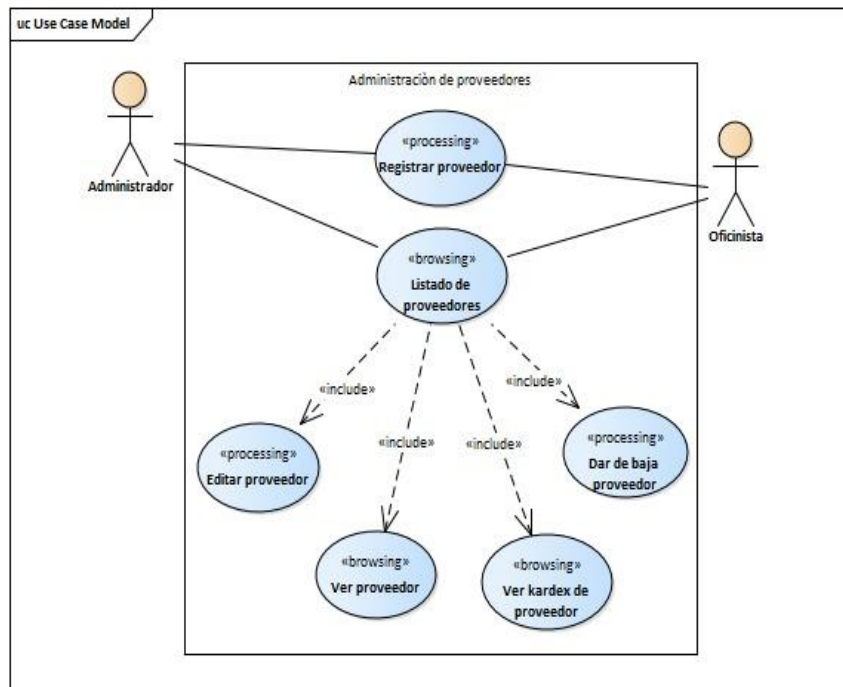 uc Use Case Model
Administraciòn de proveedores
«processing»
Registrar proveedor
Administrador
Oficinista
«browsing»
Listado de
proveedores
«include»
«include»
«include»
«include»
«processing»
Editar proveedor
«processing»
Dar de baja
proveedor
«browsing»
Ver proveedor
«browsing»
Ver kardex de
proveedor